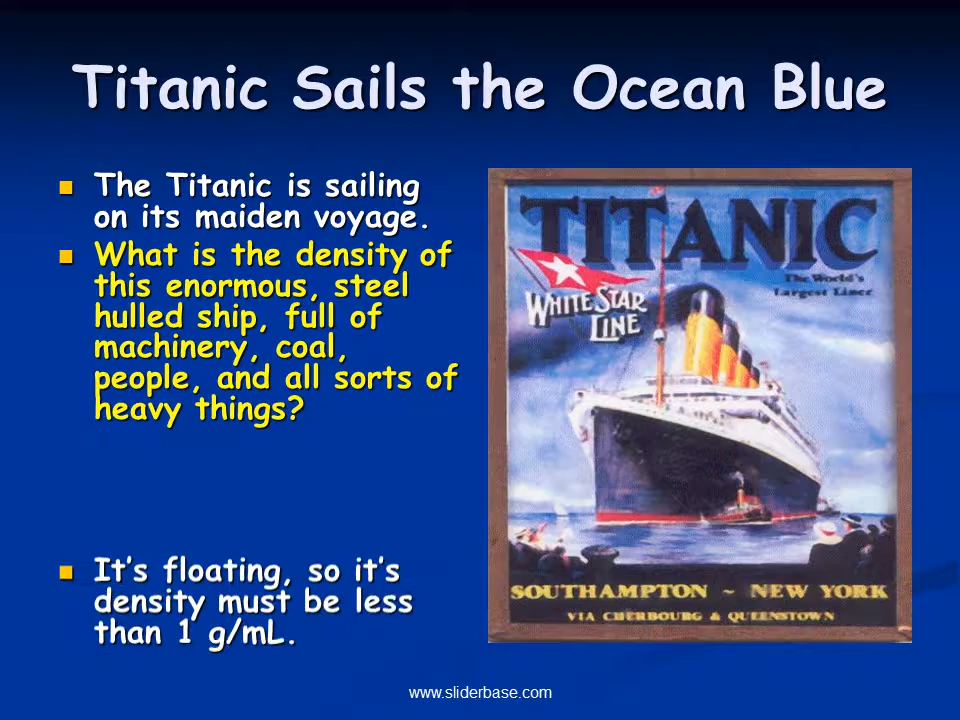 Titanic Sails the Ocean Blue
The Titanic is sailing
on its maiden voyage.
What is the density of
this enormous, steel
hulled ship, full of
machinery, coal,
people, and all sorts of
heavy things?
It's floating, so it's
density must be less
than 1 g/mL.
TITANIC
The World's
Largest Liner
WHITE STAR
LINE
SOUTHAMPTON ~ NEW YORK
VIA CHERBOURG & QUEENSTOWN
www.sliderbase.com